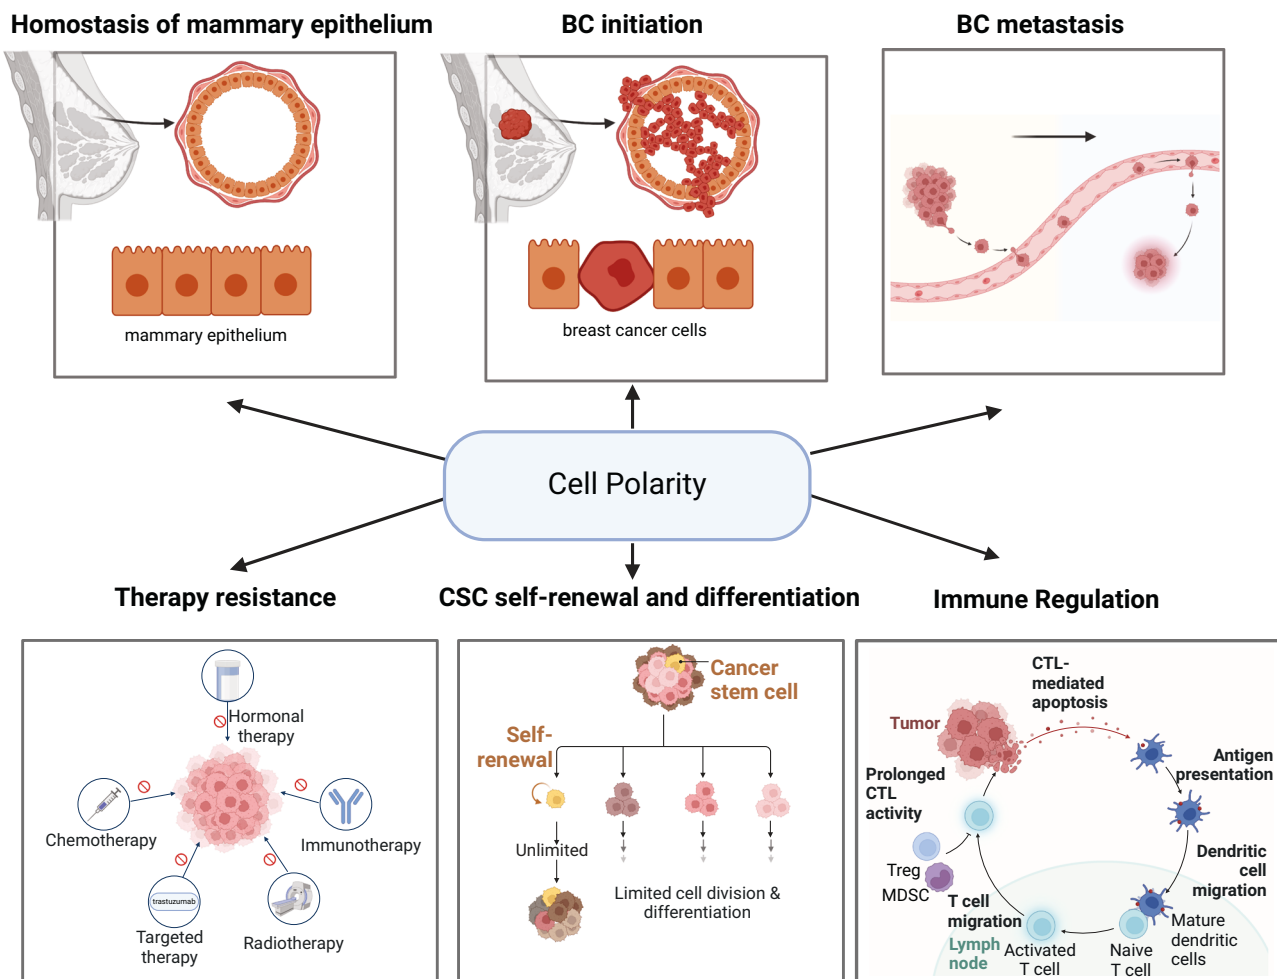 Homostasis of mammary epithelium
BC initiation
BC metastasis
mammary epithelium
breast cancer cells
Cell Polarity
Therapy resistance
CSC self-renewal and differentiation
Immune Regulation
Hormonal
therapy
Chemotherapy
Immunotherapy
trastuzumab
Targeted
therapy
Radiotherapy
Cancer
stem cell
Self-
renewal
Unlimited
Limited cell division &
differentiation
CTL-
mediated
apoptosis
Tumor
Antigen
presentation
Prolonged
CTL
activity
Treg
MDSC
Dendritic
cell
migration
T cell
migration
Lymph
node
Activated
T cell
Naive
T cell
Mature
dendritic
cells